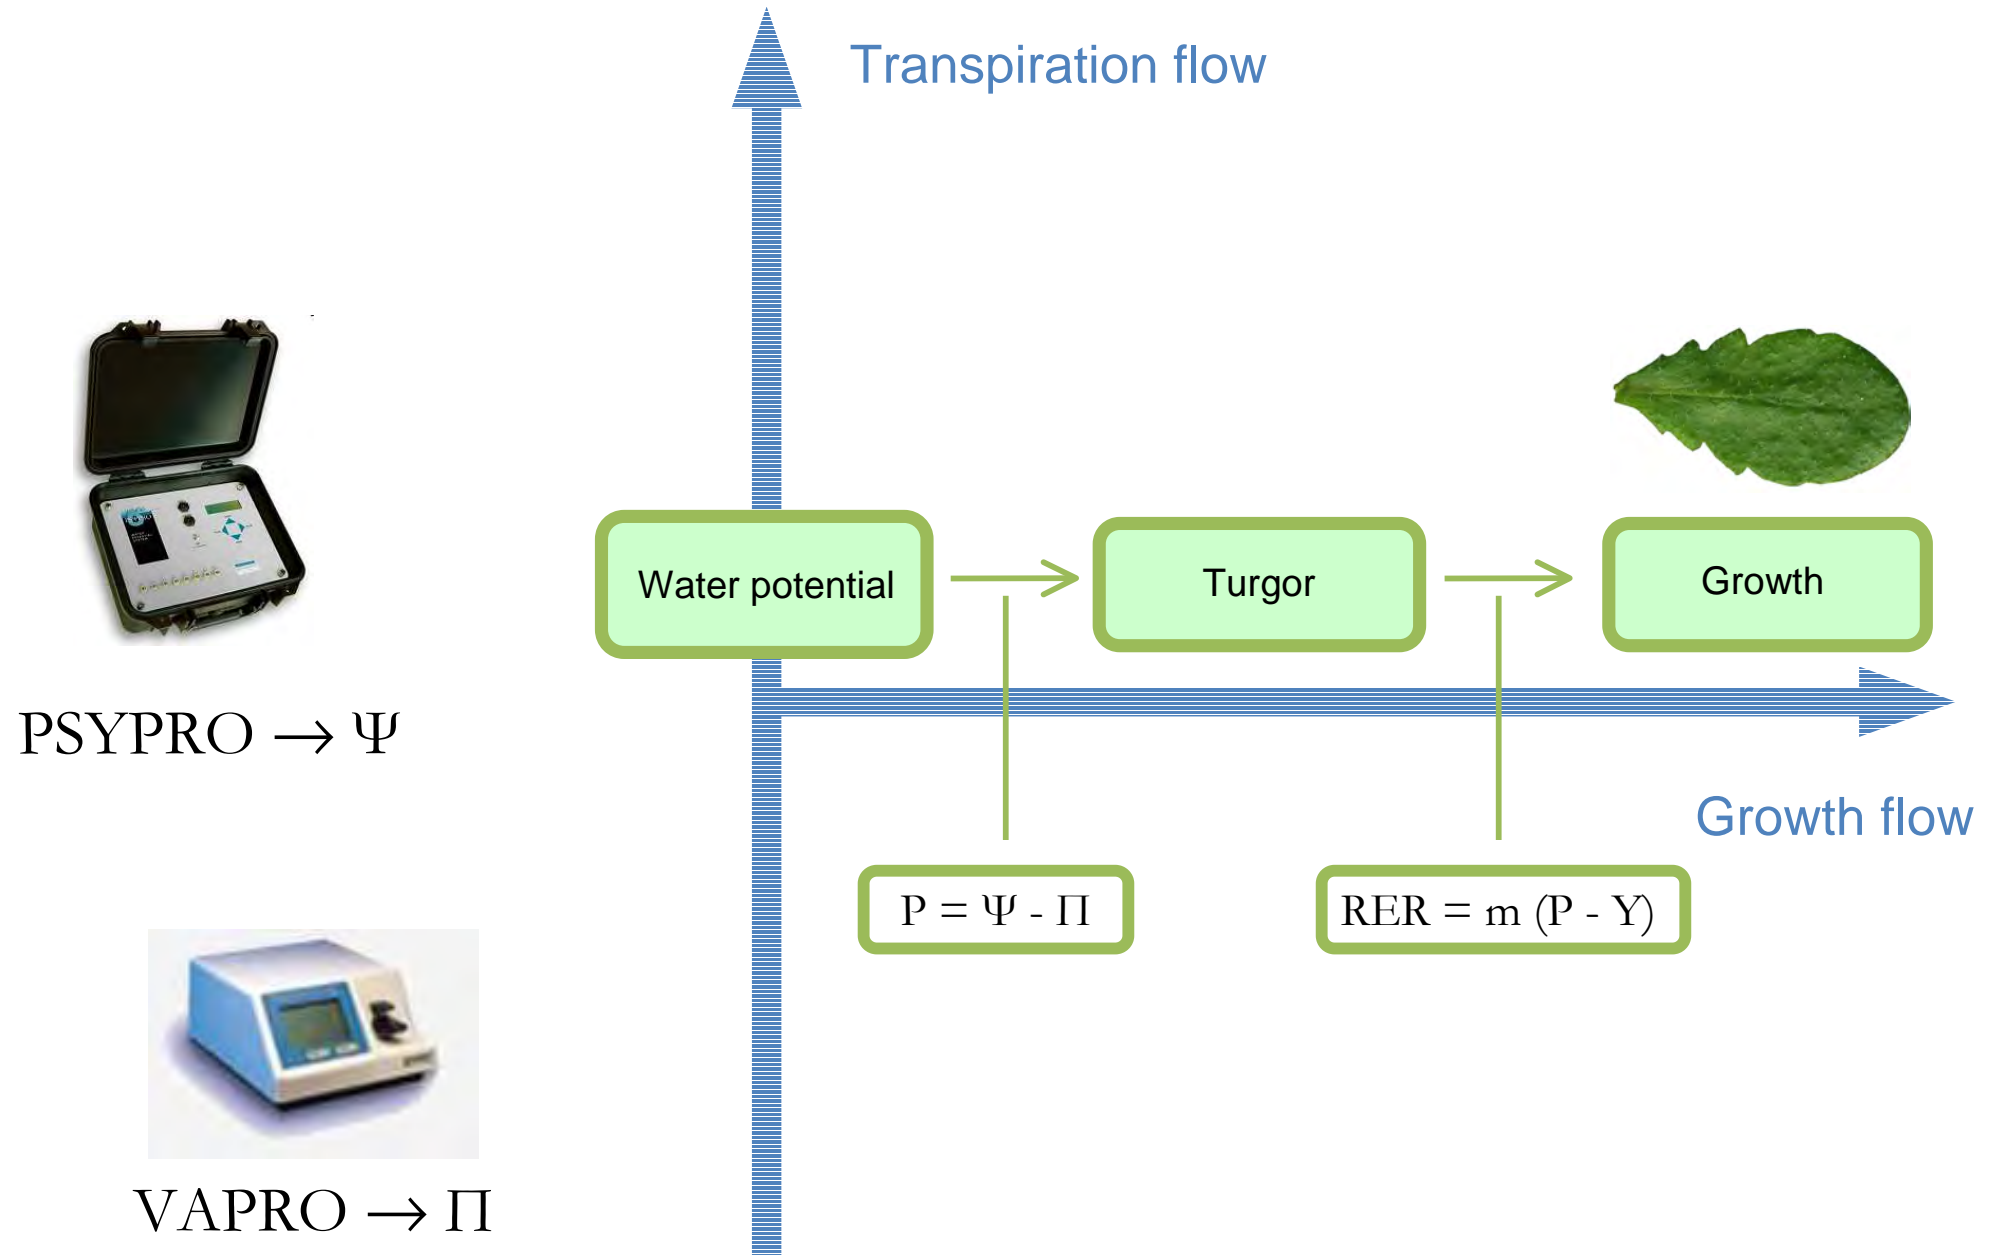 Transpiration flow
Water potential
Turgor
Growth
PSYPRO → Ψ
Growth flow
P = Ψ - Π
RER = m (P - Y)
VAPRO → Π